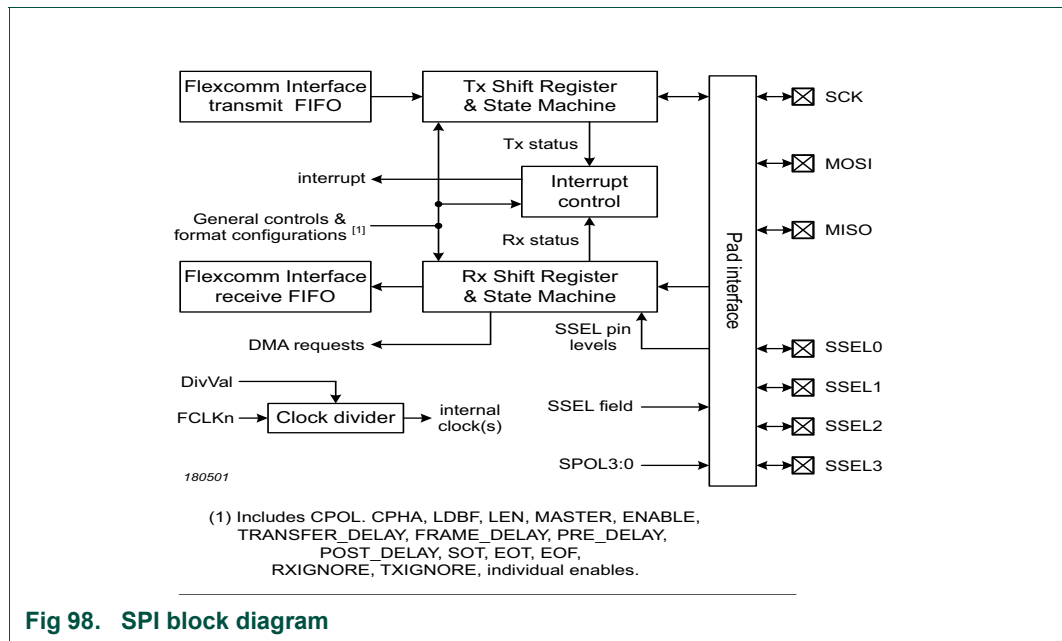 Flexcomm Interface
transmit FIFO
Tx Shift Register
& State Machine
SCK
Tx status
MOSI
interrupt
Interrupt
control
General controls &
format configurations [1]
MISO
Rx status
Pad interface
Flexcomm Interface
receive FIFO
Rx Shift Register
& State Machine
SSEL pin
levels
DMA requests
SSEL0
DivVal
SSEL1
FCLKn
Clock divider
internal
clock(s)
SSEL field
SSEL2
SPOL3:0
SSEL3
180501
(1) Includes CPOL. CPHA, LDBF, LEN, MASTER, ENABLE,
TRANSFER_DELAY, FRAME_DELAY, PRE_DELAY,
POST_DELAY, SOT, EOT, EOF,
RXIGNORE, TXIGNORE, individual enables.
Fig 98. SPI block diagram